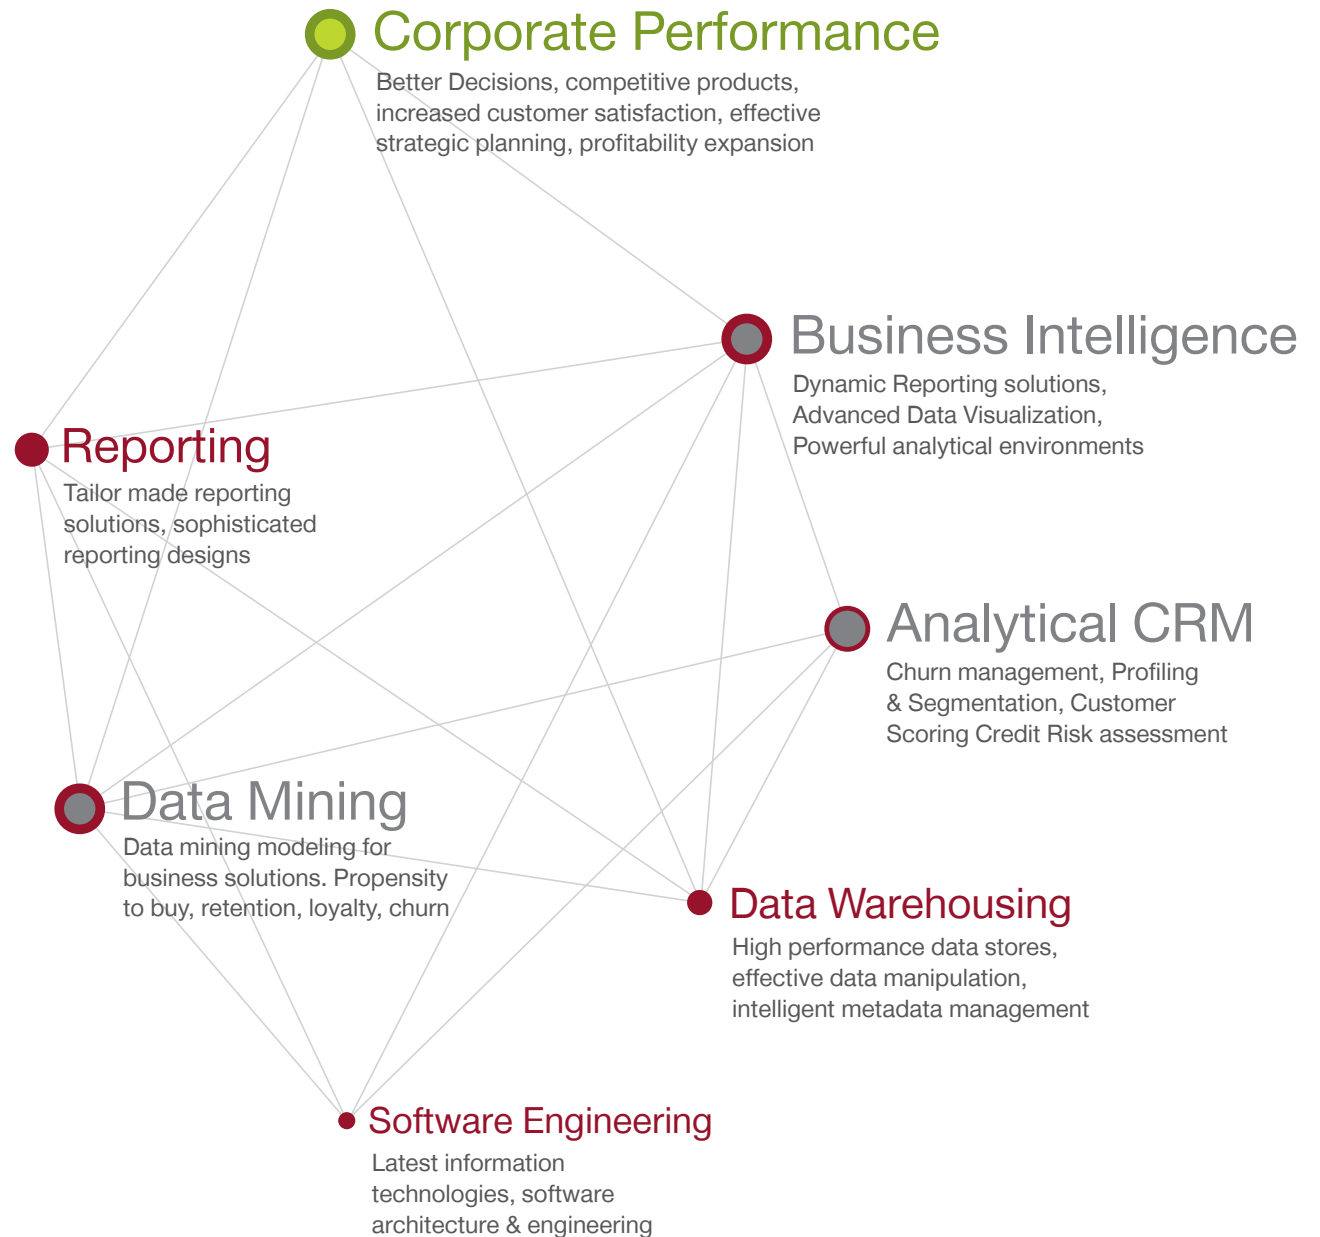 Corporate Performance
Better Decisions, competitive products,
increased customer satisfaction, effective
strategic planning, profitability expansion
Business Intelligence
Dynamic Reporting solutions,
Advanced Data Visualization,
Powerful analytical environments
Reporting
Tailor made reporting
solutions, sophisticated
reporting designs
Analytical CRM
Churn management, Profiling
& Segmentation, Customer
Scoring Credit Risk assessment
Data Mining
Data mining modeling for
business solutions. Propensity
to buy, retention, loyalty, churn
Data Warehousing
High performance data stores,
effective data manipulation,
intelligent metadata management
Software Engineering
Latest information
technologies, software
architecture & engineering